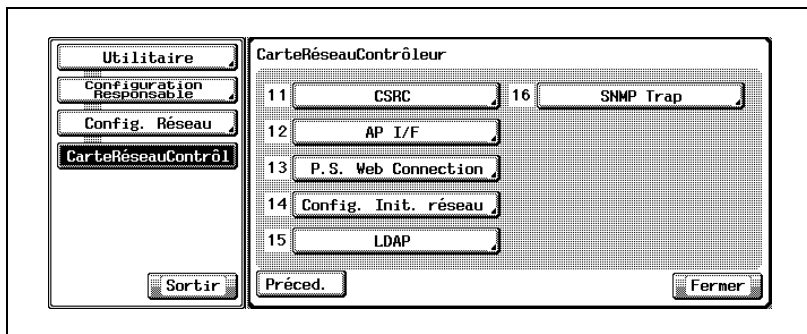 Utilitaire
Configuration
Responsable
Config. Réseau
CarteRéseauContrôl
Sortir
CarteRéseauContrôleur
11 CSRC
12 AP I/F
13 P.S. Web Connection
14 Config. Init. réseau
15 LDAP
16 SNMP Trap
Préced.
Fermer